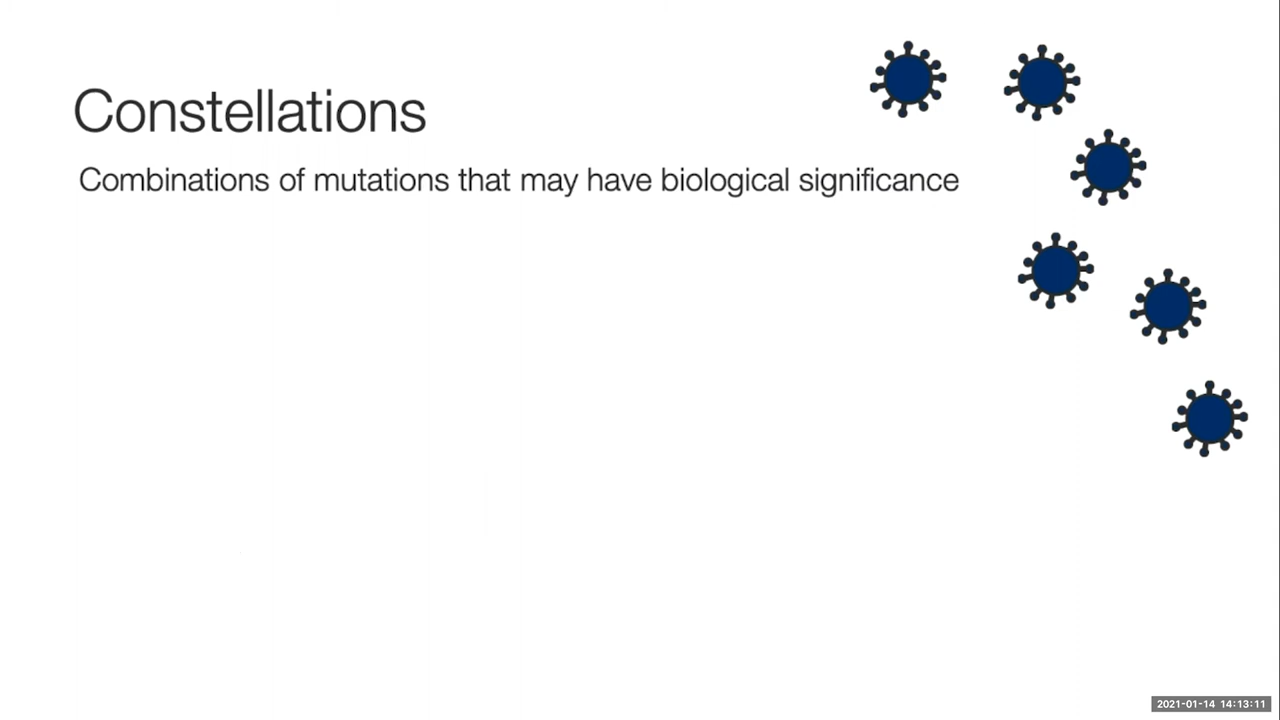 Constellations
Combinations of mutations that may have biological significance
2021-01-14 14:13:11